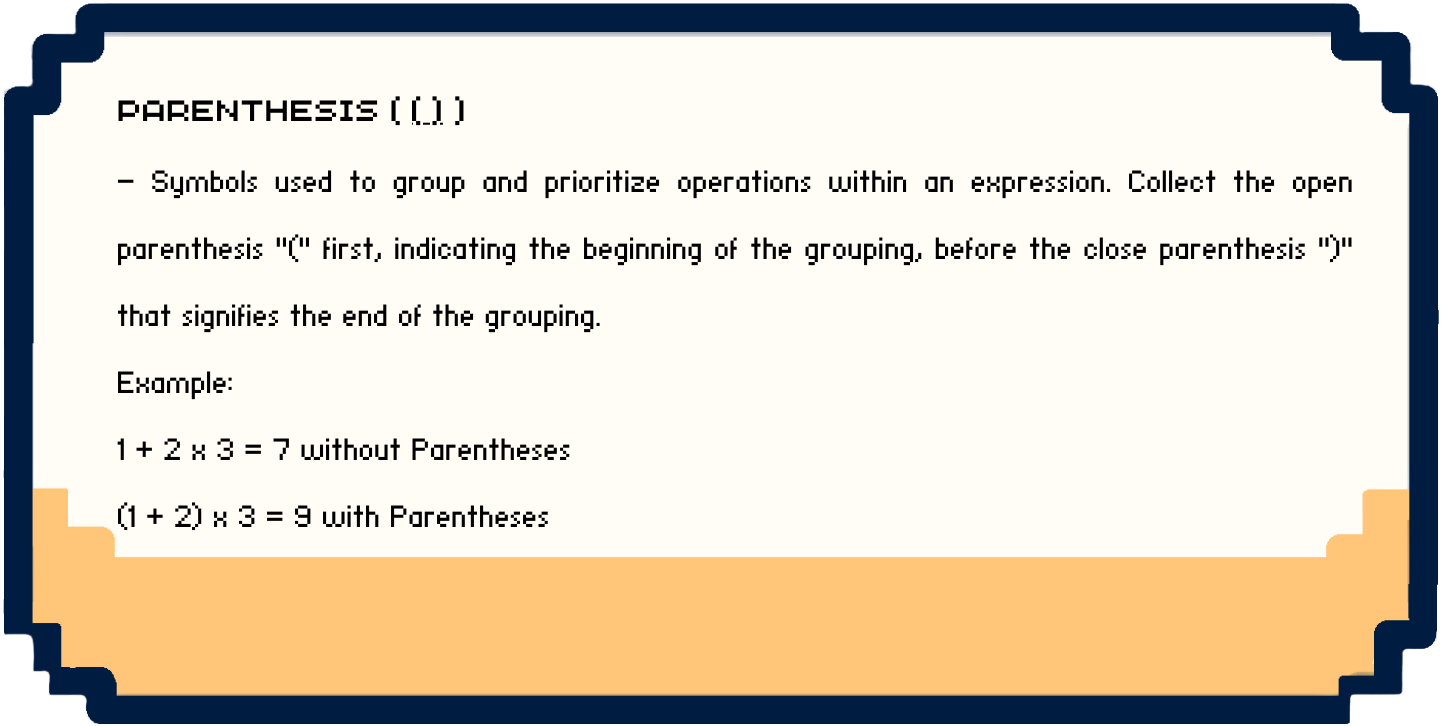 PARENTHESIS ( (_) )
- Symbols used to group and prioritize operations within an expression. Collect the open
parenthesis "(" first, indicating the beginning of the grouping, before the close parenthesis ")"
that signifies the end of the grouping.
Example:
1 + 2 x 3 = 7 without Parentheses
(1 + 2) x 3 = 9 with Parentheses